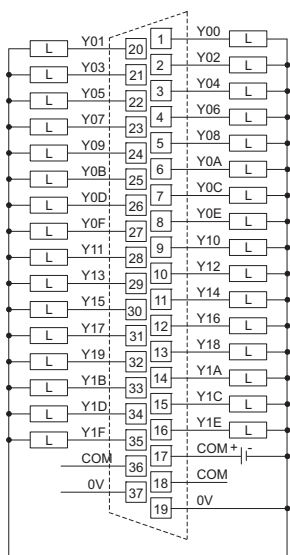 1 Y00 L
L Y01 20
2 Y02 L
L Y03 21
3 Y04 L
L Y05 22
4 Y06 L
L Y07 23
5 Y08 L
L Y09 24
6 Y0A L
L Y0B 25
7 Y0C L
L Y0D 26
8 Y0E L
L Y0F 27
9 Y10 L
L Y11 28
10 Y12 L
L Y13 29
11 Y14 L
L Y15 30
12 Y16 L
L Y17 31
13 Y18 L
L Y19 32
14 Y1A L
L Y1B 33
15 Y1C L
L Y1D 34
16 Y1E L
L Y1F 35
17 COM + -
COM 36
18 COM
0V 37
19 0V